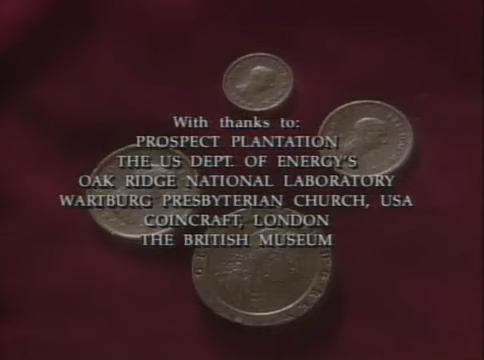 With thanks to:
PROSPECT PLANTATION
THE US DEPT. OF ENERGY'S
OAK RIDGE NATIONAL LABORATORY
WARTBURG PRESBYTERIAN CHURCH, USA
COINCRAFT, LONDON
THE BRITISH MUSEUM